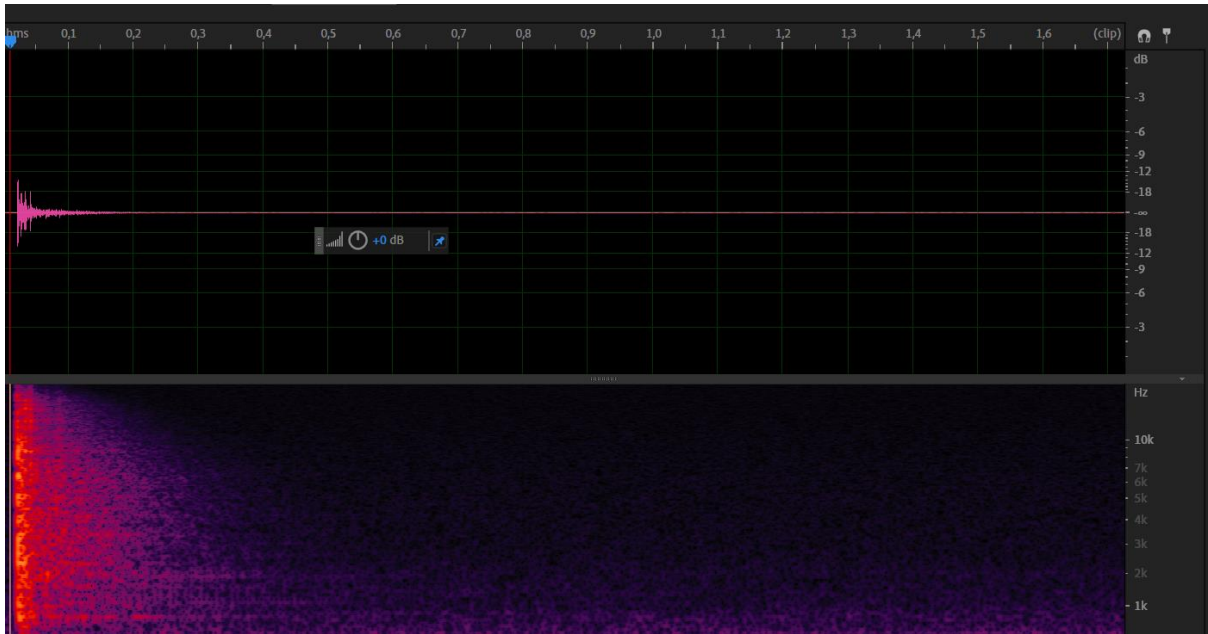 hms 0,1 0,2 0,3 0,4 0,5 0,6 0,7 0,8 0,9 1,0 1,1 1,2 1,3 1,4 1,5 1,6 (clip)
dB
-3
-6
-9
-12
-18
-∞
-18
-12
-9
-6
-3
+0 dB
Hz
10k
7k
6k
5k
4k
3k
2k
1k